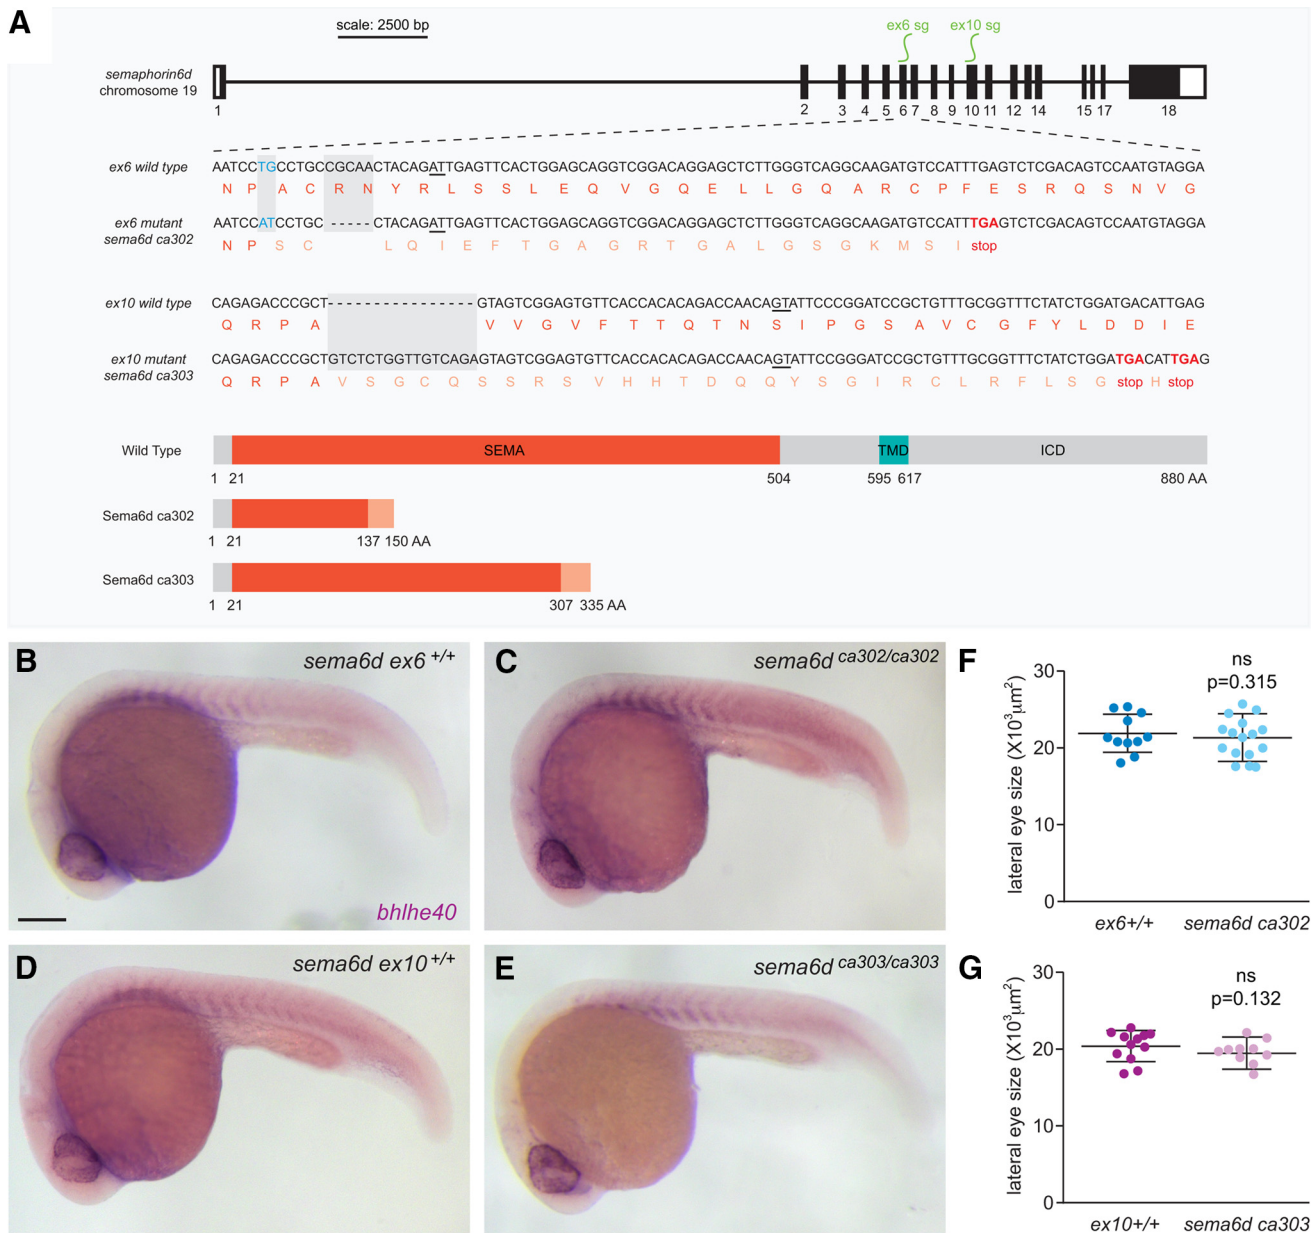 A
scale: 2500 bp
ex6 sg
ex10 sg
semaphorin6d
chromosome 19
1 2 3 4 5 6 7 8 9 10 11 12 14 15 17 18
ex6 wild type
AATCCTGCCTGCCGCAACTACAGATTGAGTTCACTGGAGCAGGTCGGACAGGAGCTCTTGGGTCAGGCAAGATGTCCATTTGAGTCTCGACAGTCCAATGTAGGA
N P A C R N Y R L S S L E Q V G Q E L L G Q A R C P F E S R Q S N V G
ex6 mutant
sema6d ca302
AATCCATCCTGC-----CTACAGATTGAGTTCACTGGAGCAGGTCGGACAGGAGCTCTTGGGTCAGGCAAGATGTCCATTTGAGTCTCGACAGTCCAATGTAGGA
N P S C L Q I E F T G A G R T G A L G S G K M S I stop
ex10 wild type
CAGAGACCCGCT----------------GTAGTCGGAGTGTTCACCACACAGACCAACAGTATTCCCGGATCCGCTGTTTGCGGTTTCTATCTGGATGACATTGAG
Q R P A V V G V F T T Q T N S I P G S A V C G F Y L D D I E
ex10 mutant
sema6d ca303
CAGAGACCCGCTGTCTCTGGTTGTCAGAGTAGTCGGAGTGTTCACCACACAGACCAACAGTATTCCGGGATCCGCTGTTTGCGGTTTCTATCTGGATGACATTGAG
Q R P A V S G C Q S S R S V H H T D Q Q Y S G I R C L R F L S G stop H stop
Wild Type
SEMA
TMD
ICD
1 21 504 595 617 880 AA
Sema6d ca302
1 21 137 150 AA
Sema6d ca303
1 21 307 335 AA
B
sema6d ex6 +/+
bhlhe40
C
sema6d ca302/ca302
D
sema6d ex10 +/+
E
sema6d ca303/ca303
F
ns
p=0.315
lateral eye size (X10³µm²)
30
20
10
0
ex6+/+
sema6d ca302
G
ns
p=0.132
lateral eye size (X10³µm²)
30
20
10
0
ex10+/+
sema6d ca303